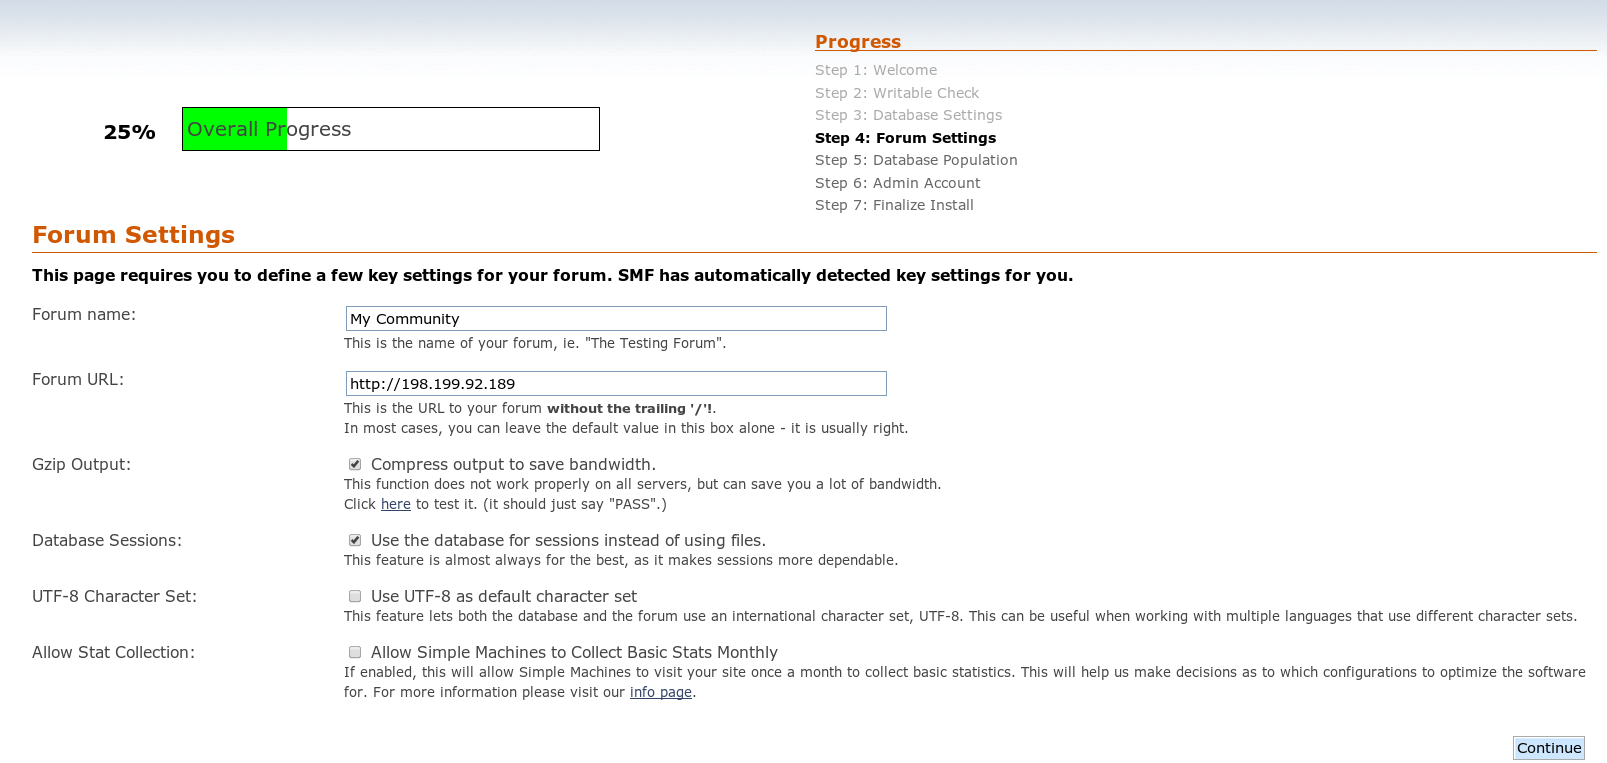 Progress
Step 1: Welcome
Step 2: Writable Check
Step 3: Database Settings
Step 4: Forum Settings
Step 5: Database Population
Step 6: Admin Account
Step 7: Finalize Install
25%
Overall Progress
Forum Settings
This page requires you to define a few key settings for your forum. SMF has automatically detected key settings for you.
Forum name:
My Community
This is the name of your forum, ie. "The Testing Forum".
Forum URL:
http://198.199.92.189
This is the URL to your forum without the trailing '/'!.
In most cases, you can leave the default value in this box alone - it is usually right.
Gzip Output:
Compress output to save bandwidth.
This function does not work properly on all servers, but can save you a lot of bandwidth.
Click here to test it. (it should just say "PASS".)
Database Sessions:
Use the database for sessions instead of using files.
This feature is almost always for the best, as it makes sessions more dependable.
UTF-8 Character Set:
Use UTF-8 as default character set
This feature lets both the database and the forum use an international character set, UTF-8. This can be useful when working with multiple languages that use different character sets.
Allow Stat Collection:
Allow Simple Machines to Collect Basic Stats Monthly
If enabled, this will allow Simple Machines to visit your site once a month to collect basic statistics. This will help us make decisions as to which configurations to optimize the software
for. For more information please visit our info page.
Continue